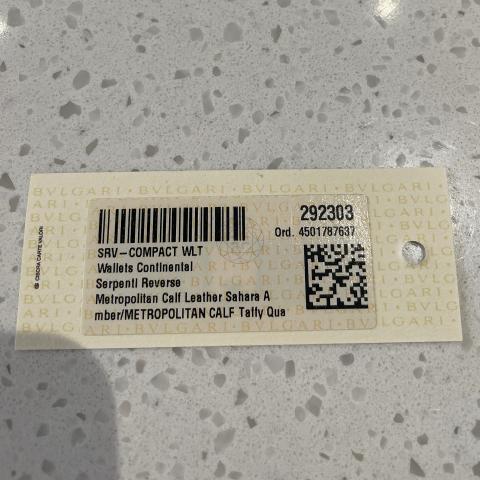 BVLGARI · BVLGARI · BVLGARI · BVLGARI
292303
Ord. 4501787637
SRV-COMPACT WLT
Wallets Continental
Serpenti Reverse
Metropolitan Calf Leather Sahara A
mber/METROPOLITAN CALF Taffy Qua